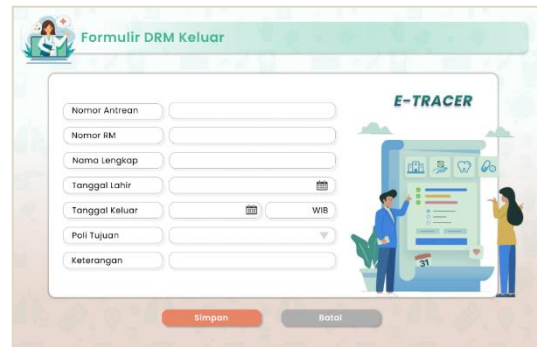 Formulir DRM Keluar
E-TRACER
Nomor Antrean
Nomor RM
Nama Lengkap
Tanggal Lahir
Tanggal Keluar
WIB
Poli Tujuan
Keterangan
31
Simpan
Batal